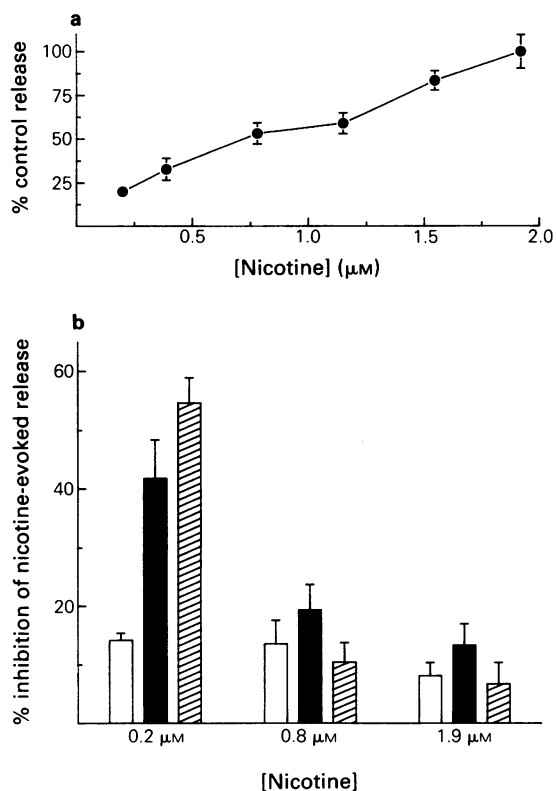 a
% control release
100
75
50
25
0.5
1.0
1.5
2.0
[Nicotine] (μM)
b
% inhibition of nicotine-evoked release
60
40
20
0.2 μM
0.8 μM
1.9 μM
[Nicotine]